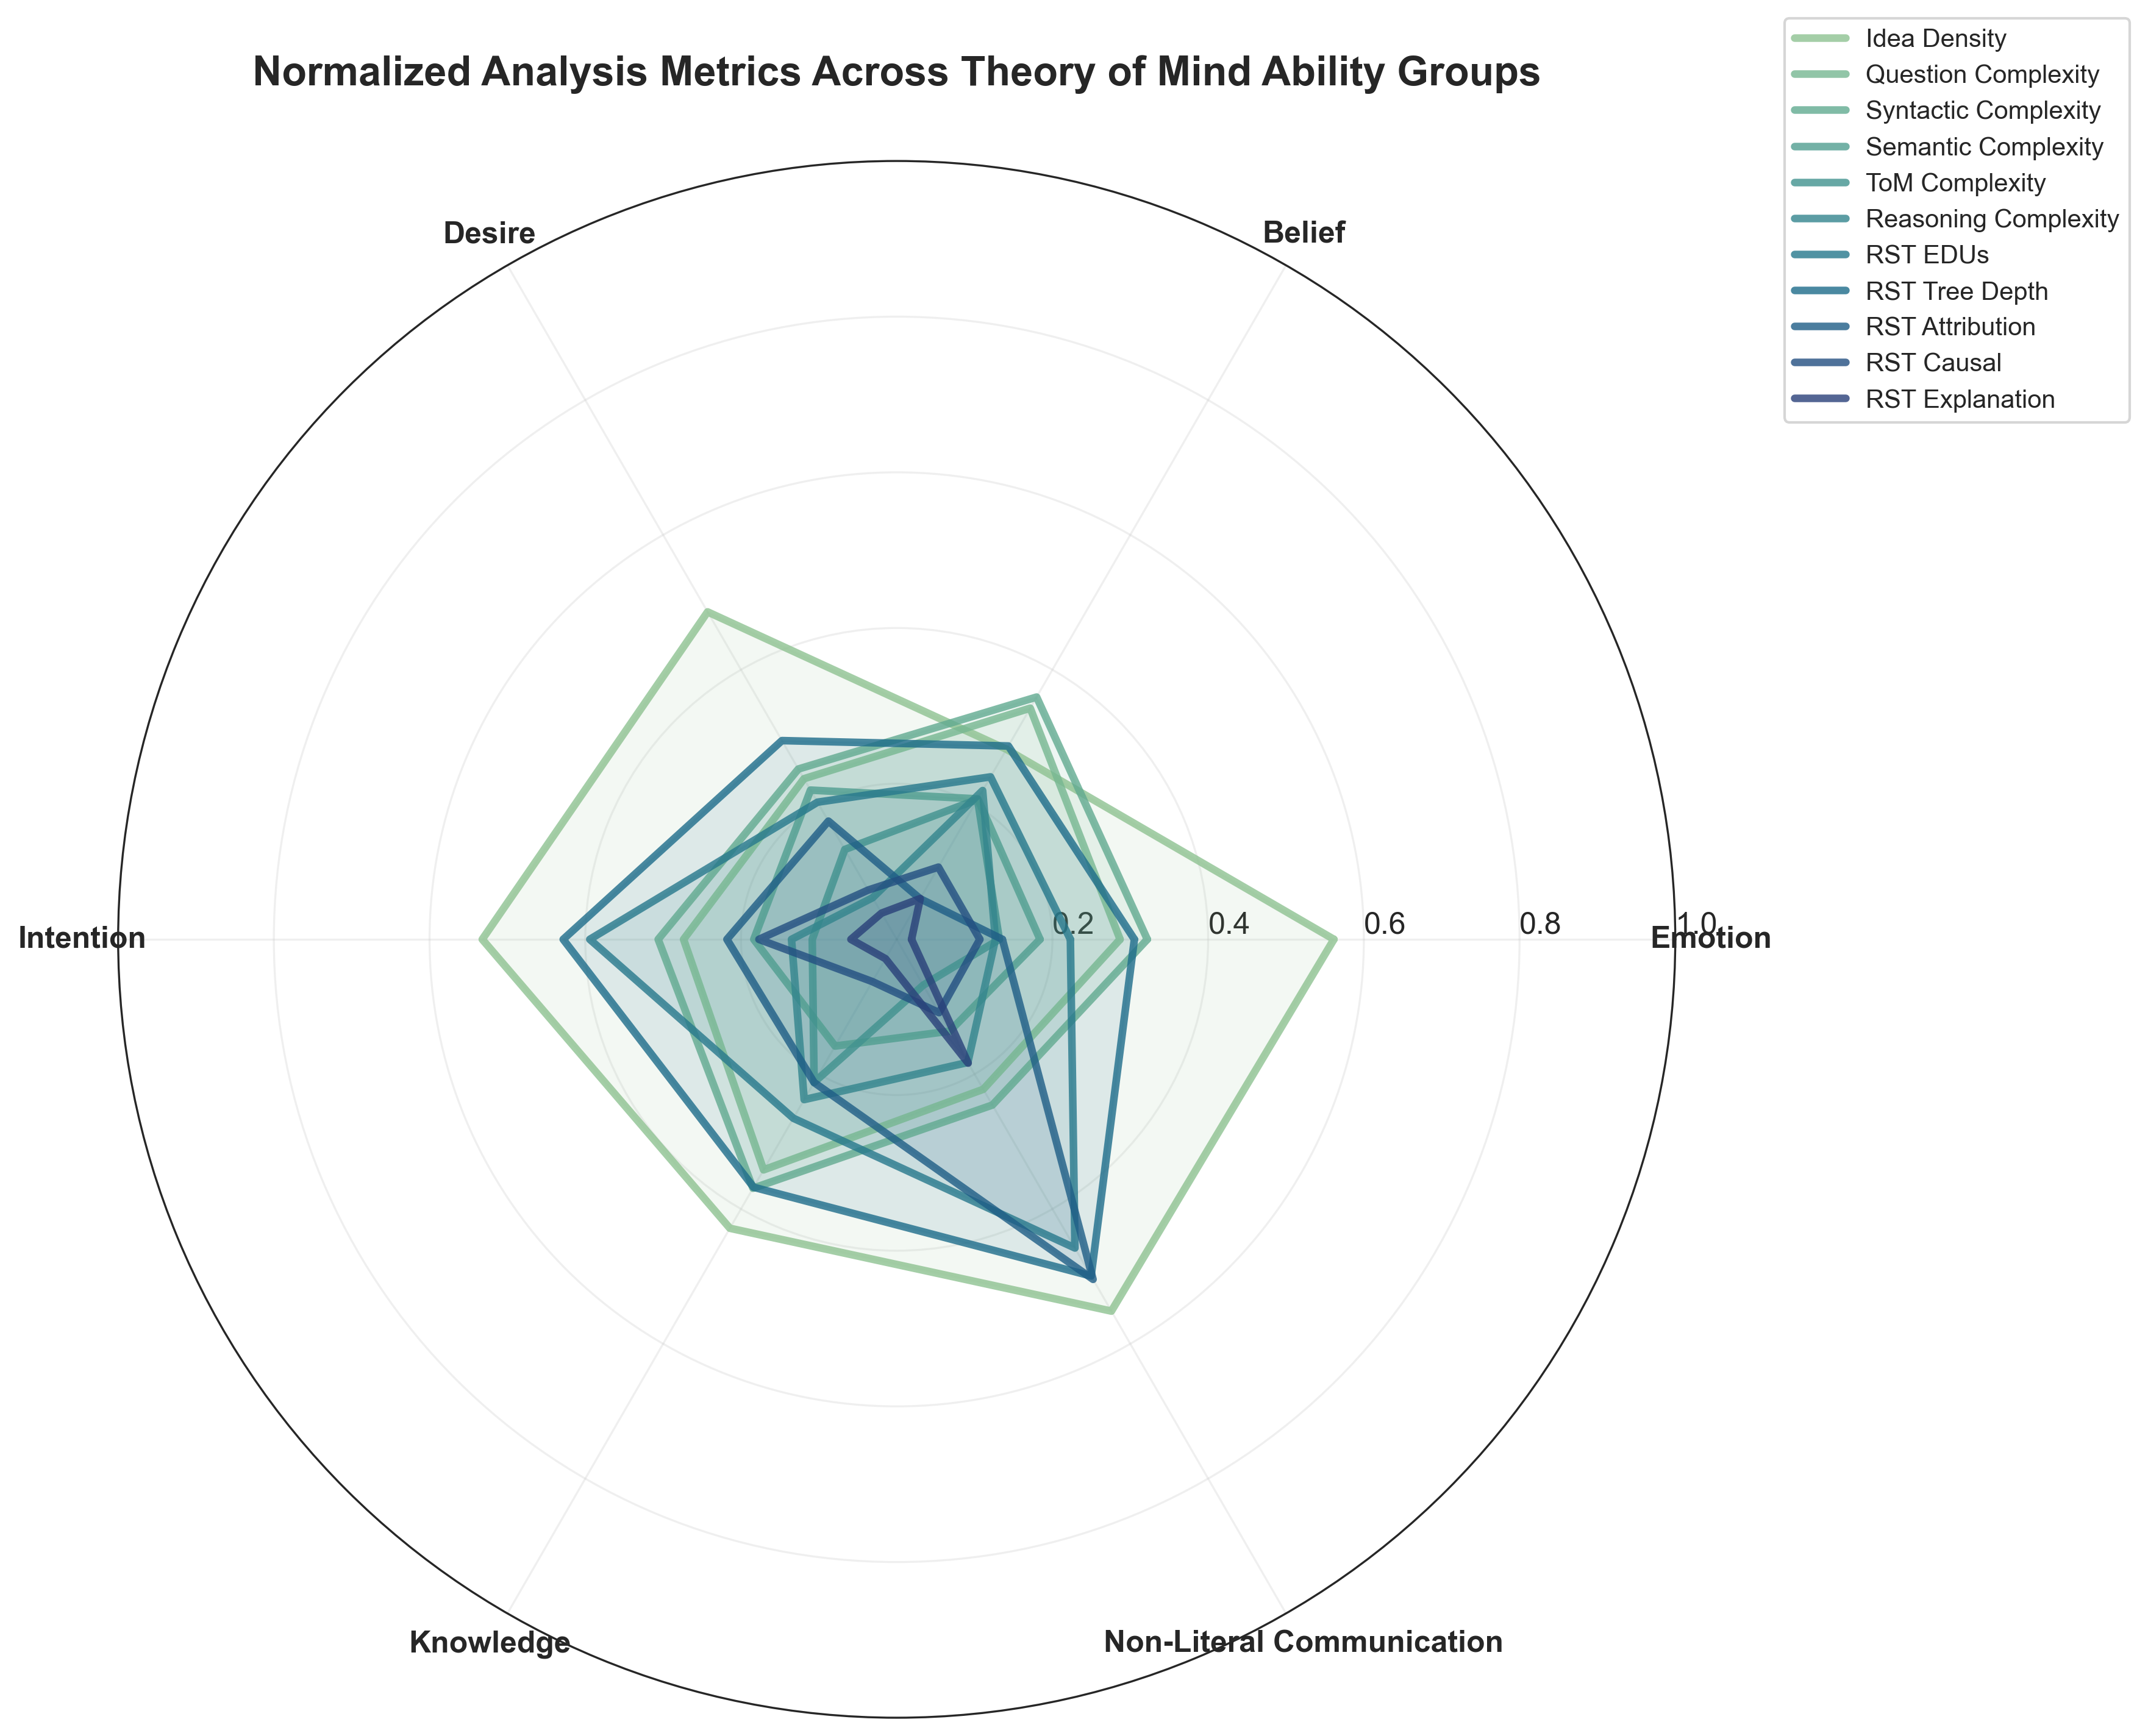 Normalized Analysis Metrics Across Theory of Mind Ability Groups
Idea Density
Question Complexity
Syntactic Complexity
Semantic Complexity
ToM Complexity
Reasoning Complexity
RST EDUs
RST Tree Depth
RST Attribution
RST Causal
RST Explanation
Desire
Belief
Intention
0.2
0.4
0.6
0.8
1.0
Emotion
Knowledge
Non-Literal Communication